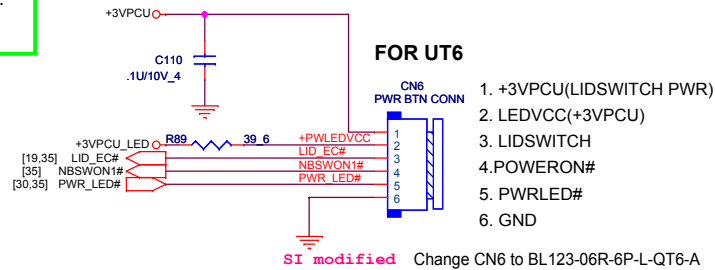 .
+3VPCU
FOR UT6
C110
.1U/10V_4
CN6
PWR BTN CONN
1. +3VPCU(LIDSWITCH PWR)
2. LEDVCC(+3VPCU)
3. LIDSWITCH
4.POWERON#
5. PWRLED#
6. GND
+3VPCU_LED R89 39_6 +PWLEDVCC
[19,35] LID_EC# LID_EC#
[35] NBSWON1# NBSWON1#
[30,35] PWR_LED# PWR_LED#
1
2
3
4
5
6
SI modified Change CN6 to BL123-06R-6P-L-QT6-A